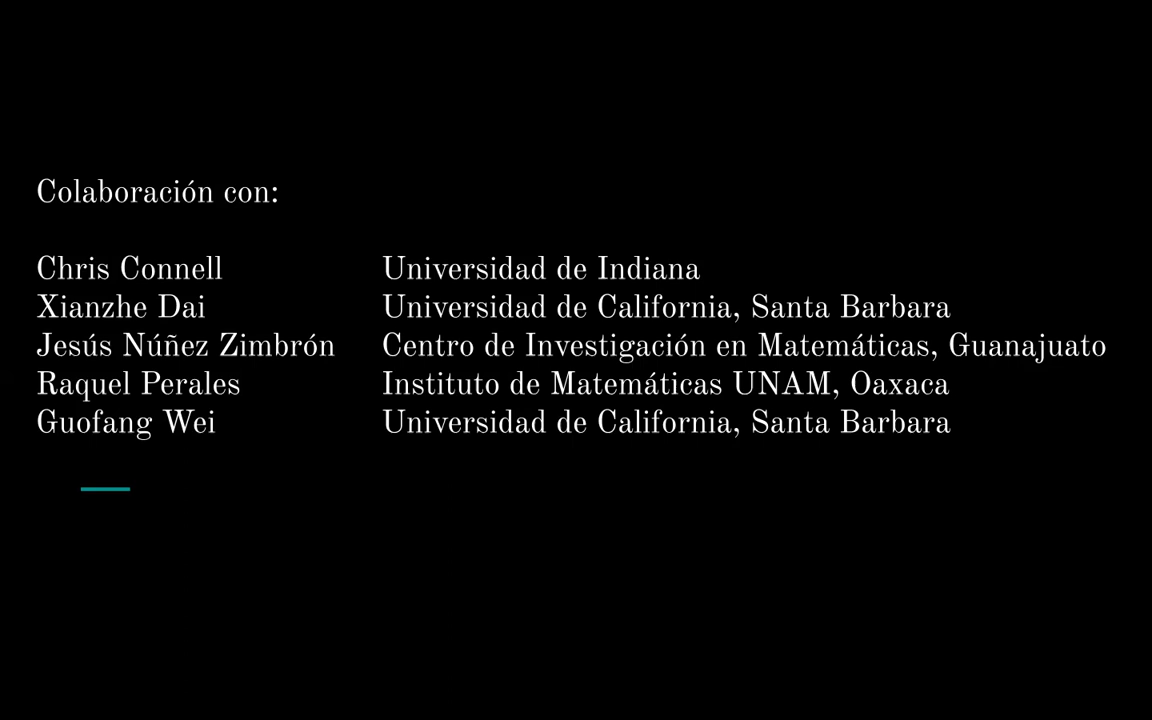 Colaboración con:
Chris Connell Universidad de Indiana
Xianzhe Dai Universidad de California, Santa Barbara
Jesús Núñez Zimbrón Centro de Investigación en Matemáticas, Guanajuato
Raquel Perales Instituto de Matemáticas UNAM, Oaxaca
Guofang Wei Universidad de California, Santa Barbara